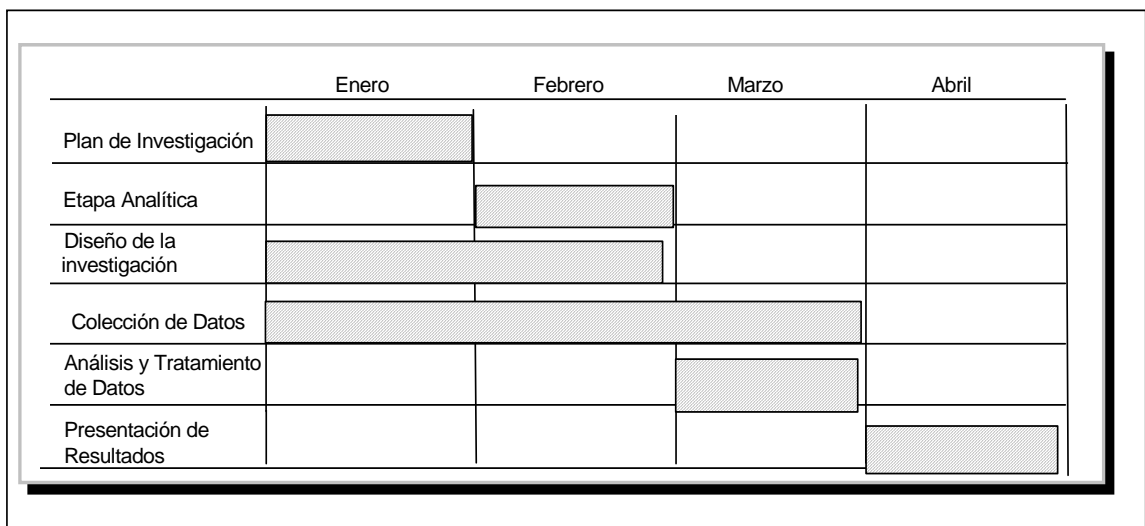 Enero Febrero Marzo Abril
Plan de Investigación
Etapa Analítica
Diseño de la
investigación
Colección de Datos
Análisis y Tratamiento
de Datos
Presentación de
Resultados